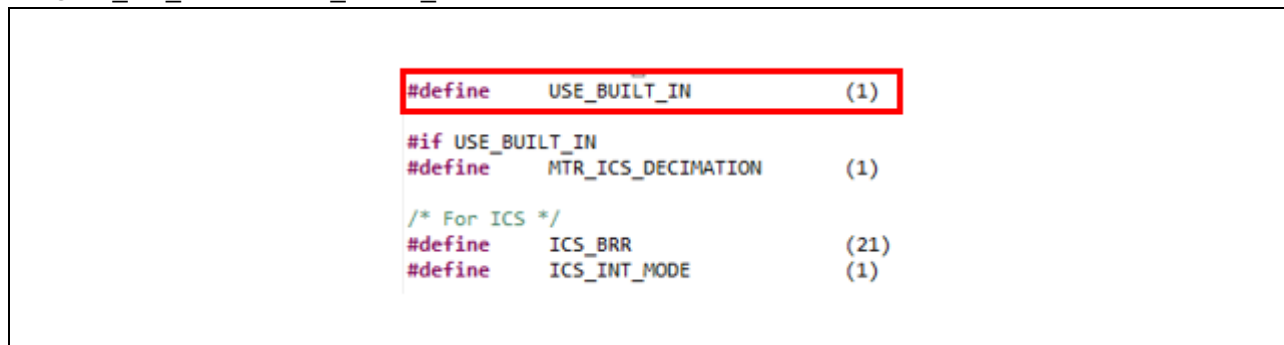 #define USE_BUILT_IN (1)
#if USE_BUILT_IN
#define MTR_ICS_DECIMATION (1)
/* For ICS */
#define ICS_BRR (21)
#define ICS_INT_MODE (1)